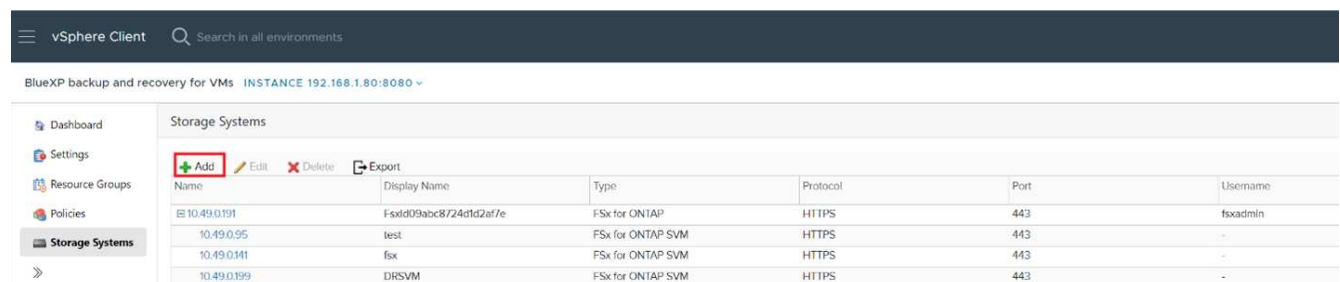 vSphere Client Search in all environments
BlueXP backup and recovery for VMs INSTANCE 192.168.1.80:8080
Dashboard
Settings
Resource Groups
Policies
Storage Systems
Storage Systems
Add Edit Delete Export
Name Display Name Type Protocol Port Username
10.49.0.191 FsxId09abc8724d1d2af7e FSx for ONTAP HTTPS 443 fsxadmin
10.49.0.95 test FSx for ONTAP SVM HTTPS 443 -
10.49.0.141 fsx FSx for ONTAP SVM HTTPS 443 -
10.49.0.199 DRSVM FSx for ONTAP SVM HTTPS 443 -